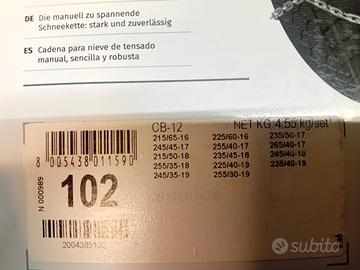 DE Die manuell zu spannende
Schneekette: stark und zuverlässig
ES Cadena para nieve de tensado
manual, sencilla y robusta
CB-12 NET KG 4,55 kg/set
215/65-16 225/60-16 235/50-17
245/45-17 255/40-17 265/40-17
215/50-18 235/45-18 245/40-18
255/35-18 225/40-19 235/40-19
245/35-19 255/30-19
8 005438 011590
N 000989
102
subito